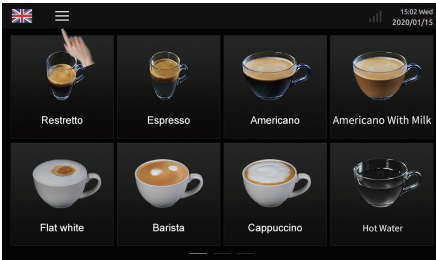 15:02 Wed
2020/01/15
Restretto
Espresso
Americano
Americano With Milk
Flat white
Barista
Cappuccino
Hot Water